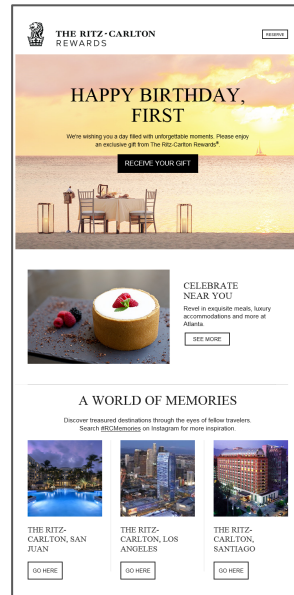 THE RITZ-CARLTON
REWARDS
RESERVE
HAPPY BIRTHDAY,
FIRST
We're wishing you a day filled with unforgettable moments. Please enjoy
an exclusive gift from The Ritz-Carlton Rewards®.
RECEIVE YOUR GIFT
CELEBRATE
NEAR YOU
Revel in exquisite meals, luxury
accommodations and more at
Atlanta.
SEE MORE
A WORLD OF MEMORIES
Discover treasured destinations through the eyes of fellow travelers.
Search #RCMemories on Instagram for more inspiration.
THE RITZ-
CARLTON, SAN
JUAN
GO HERE
THE RITZ-
CARLTON, LOS
ANGELES
GO HERE
THE RITZ-
CARLTON,
SANTIAGO
GO HERE